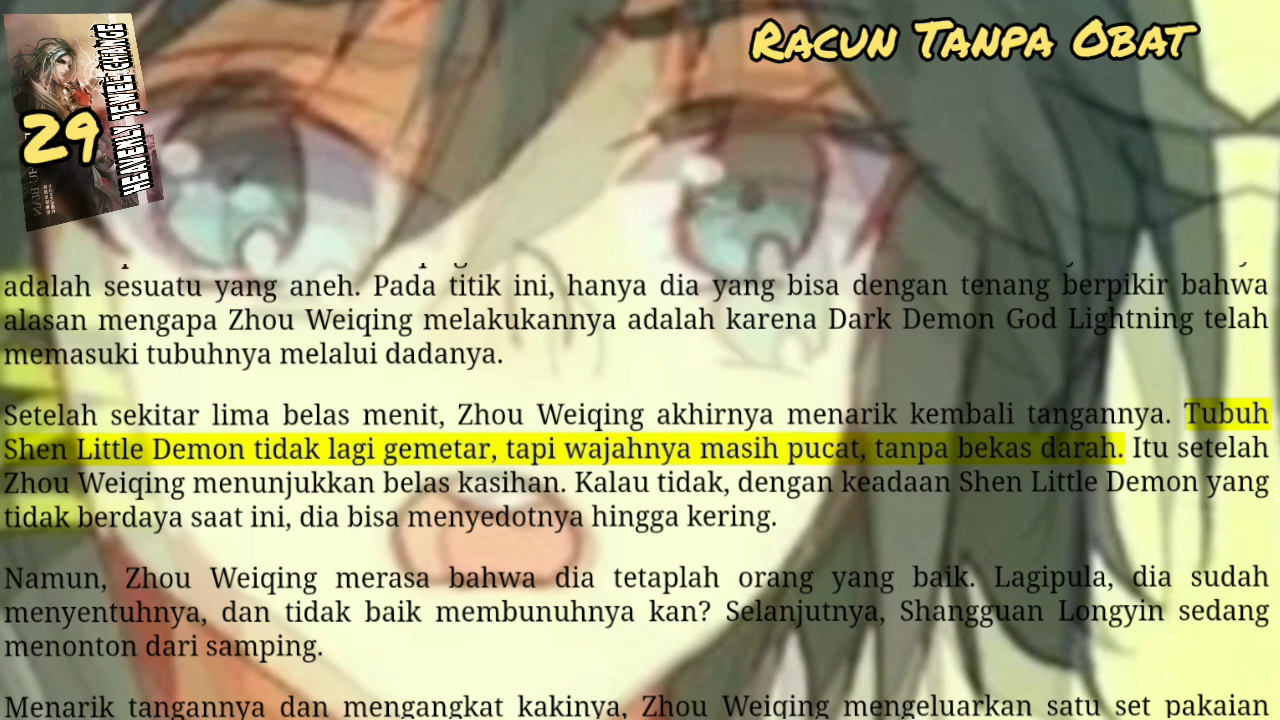 Racun Tanpa Obat
29
HEAVENLY JEWEL CHANGE
adalah sesuatu yang aneh. Pada titik ini, hanya dia yang bisa dengan tenang berpikir bahwa
alasan mengapa Zhou Weiqing melakukannya adalah karena Dark Demon God Lightning telah
memasuki tubuhnya melalui dadanya.
Setelah sekitar lima belas menit, Zhou Weiqing akhirnya menarik kembali tangannya. Tubuh
Shen Little Demon tidak lagi gemetar, tapi wajahnya masih pucat, tanpa bekas darah. Itu setelah
Zhou Weiqing menunjukkan belas kasihan. Kalau tidak, dengan keadaan Shen Little Demon yang
tidak berdaya saat ini, dia bisa menyedotnya hingga kering.
Namun, Zhou Weiqing merasa bahwa dia tetaplah orang yang baik. Lagipula, dia sudah
menyentuhnya, dan tidak baik membunuhnya kan? Selanjutnya, Shangguan Longyin sedang
menonton dari samping.
Menarik tangannya dan mengangkat kakinya, Zhou Weiqing mengeluarkan satu set pakaian